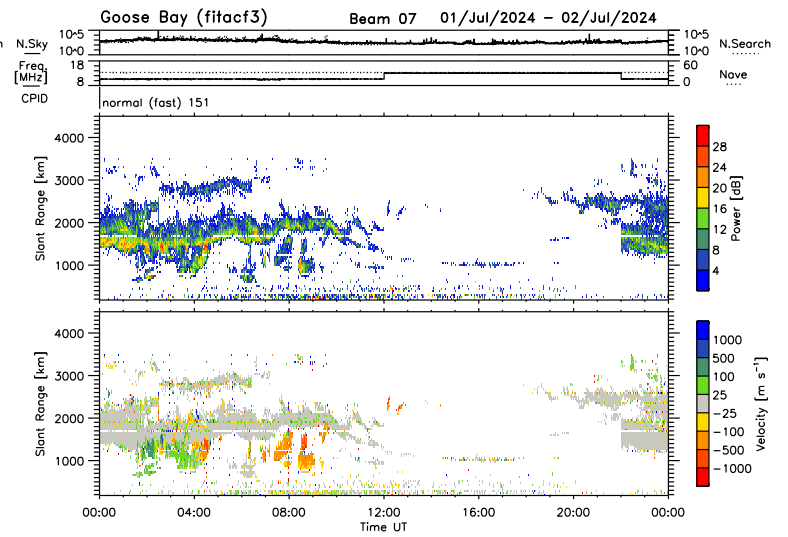 Goose Bay (fitacf3) Beam 07 01/Jul/2024 − 02/Jul/2024
n N.Sky 10^5 10^0 10^5 10^0 N.Search
Freq. [MHz] 18 8 60 0 Nave
CPID normal (fast) 151
Slant Range [km]
4000
3000
2000
1000
28
24
20
16
12
8
4
Power [dB]
Slant Range [km]
4000
3000
2000
1000
1000
500
100
25
−25
−100
−500
−1000
Velocity [m s⁻¹]
00:00 04:00 08:00 12:00 16:00 20:00 00:00
Time UT